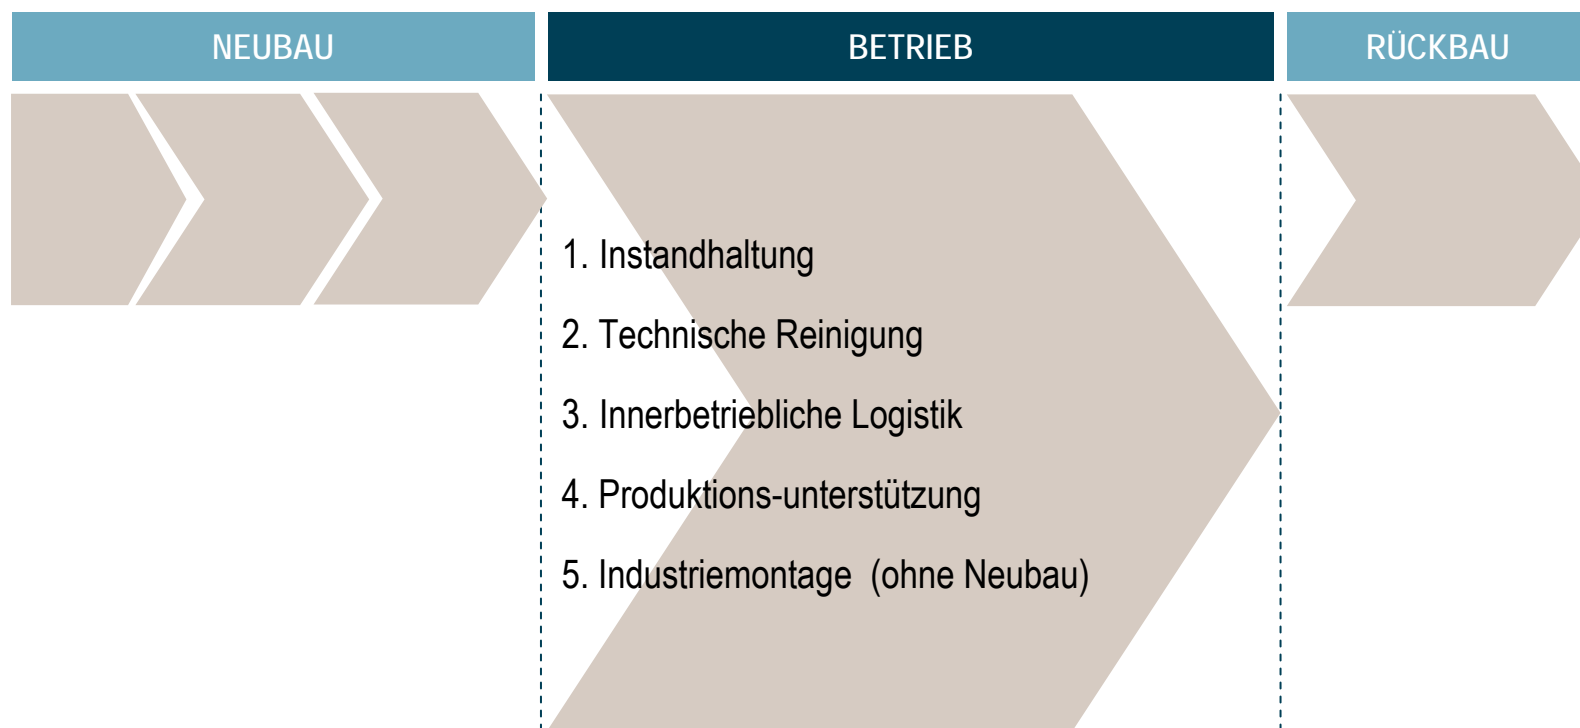 NEUBAU
BETRIEB
RÜCKBAU
1. Instandhaltung
2. Technische Reinigung
3. Innerbetriebliche Logistik
4. Produktions-unterstützung
5. Industriemontage  (ohne Neubau)